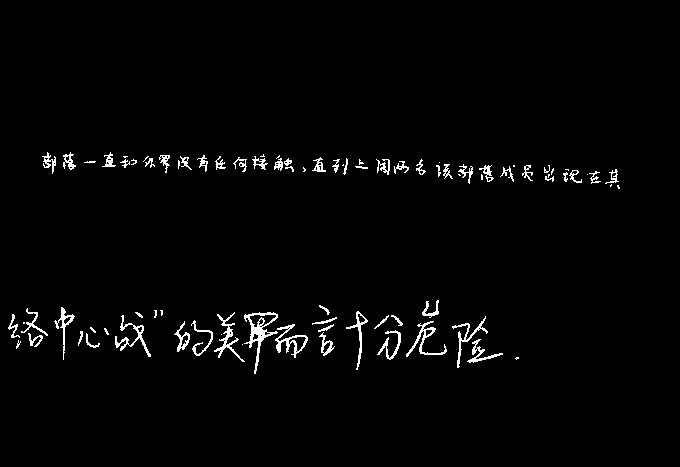 部落一直和外界没有任何接触,直到上周两名该部落成员出现在其
络中心战”的美军而言十分危险.